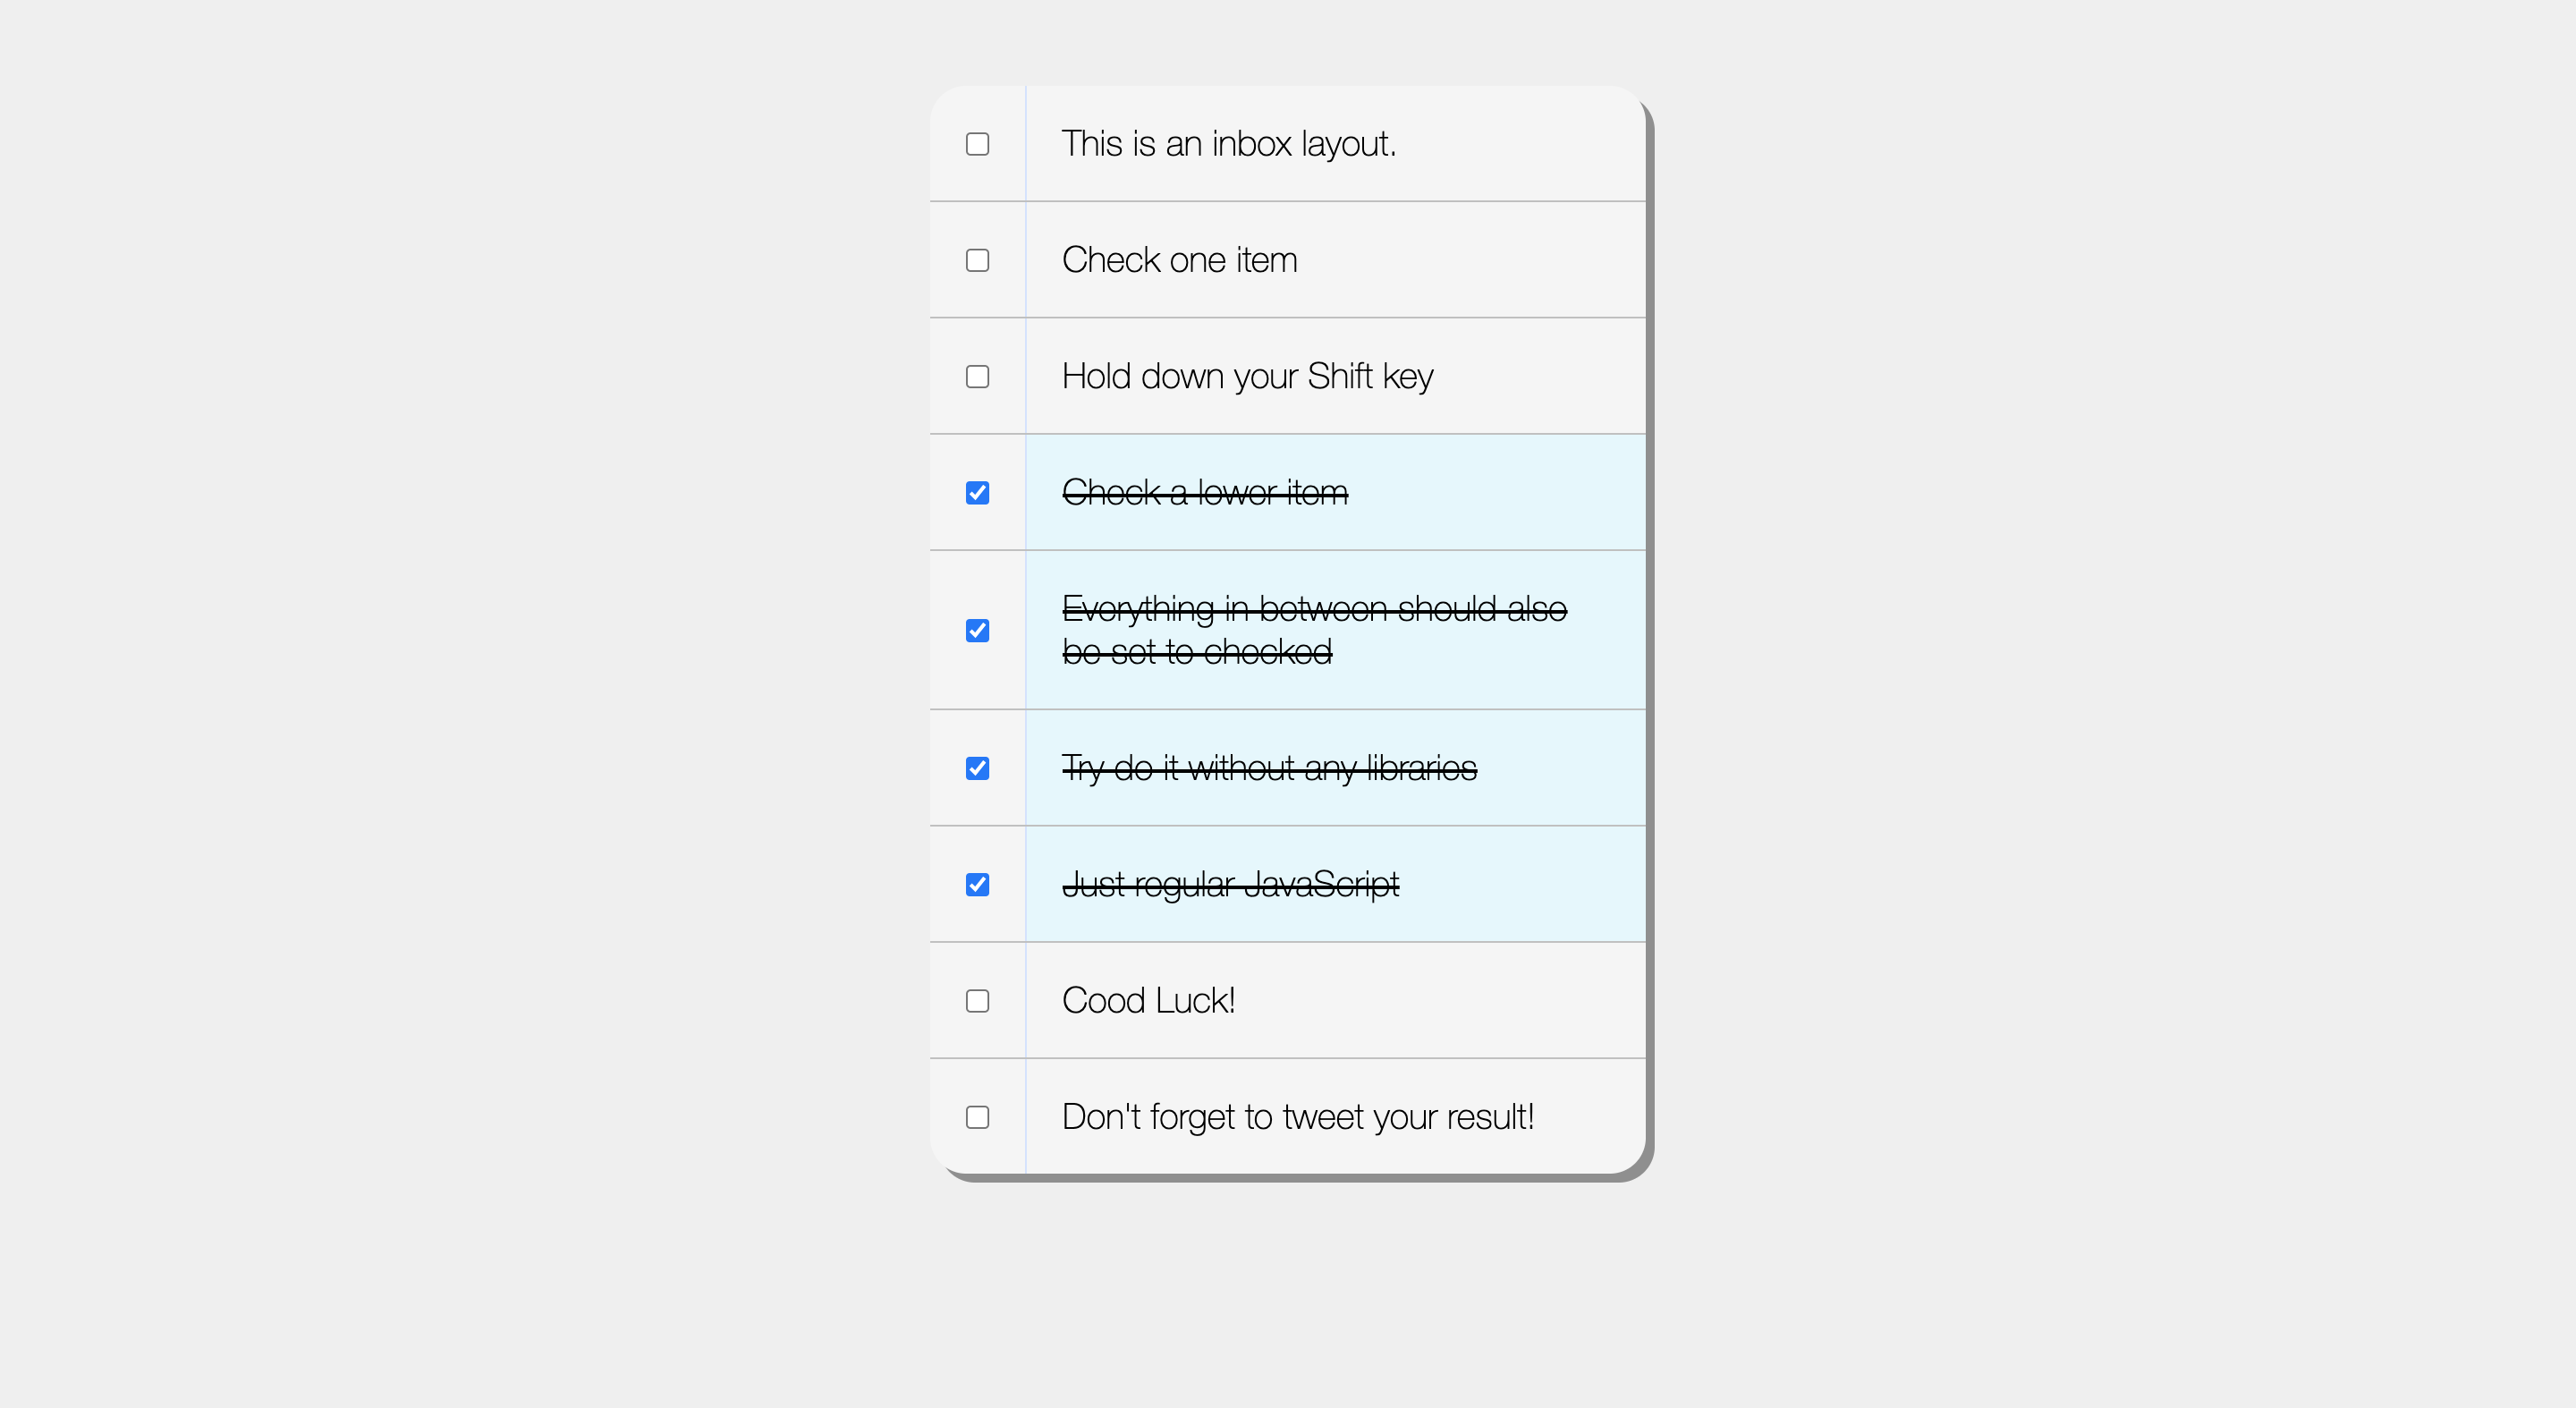 This is an inbox layout.
Check one item
Hold down your Shift key
Check a lower item
Everything in between should also
be set to checked
Try do it without any libraries
Just regular JavaScript
Cood Luck!
Don't forget to tweet your result!